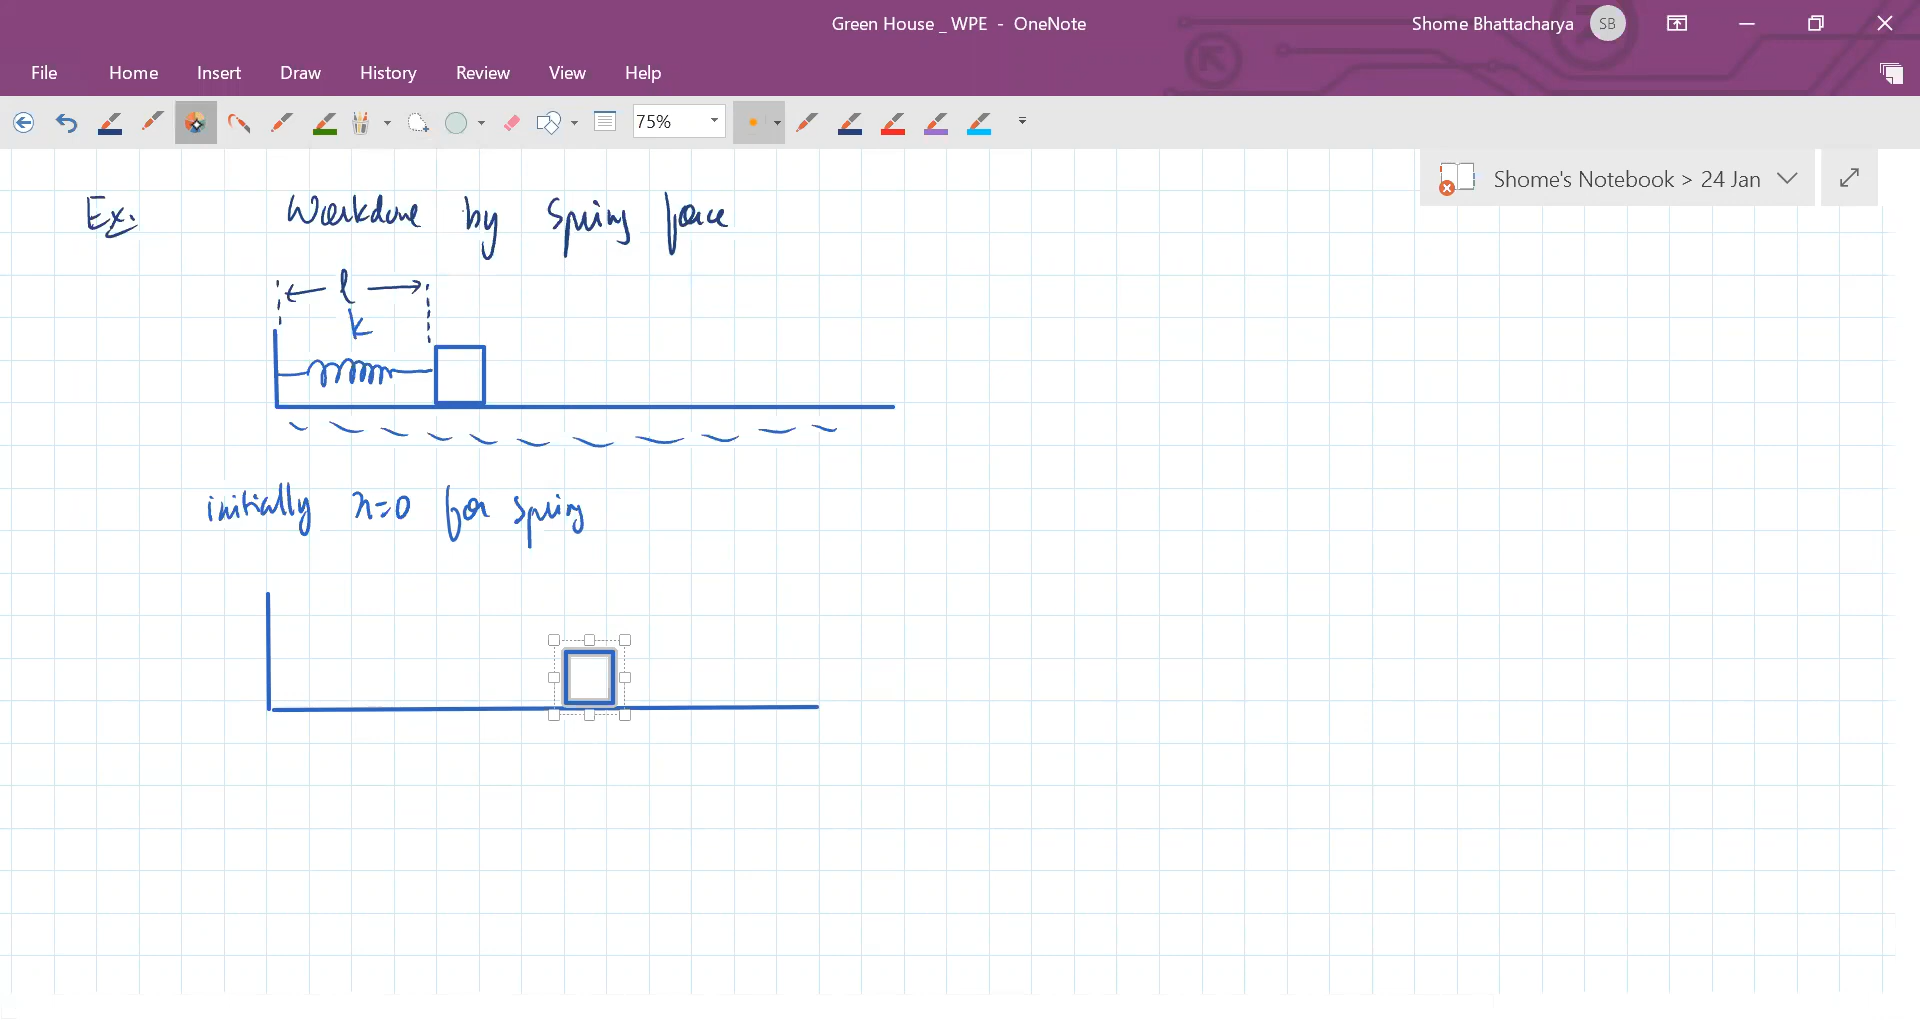 Green House _ WPE - OneNote
Shome Bhattacharya SB
File Home Insert Draw History Review View Help
75%
Shome's Notebook > 24 Jan
Ex. Workdone by Spring force
l
k
initially x=0 for spring